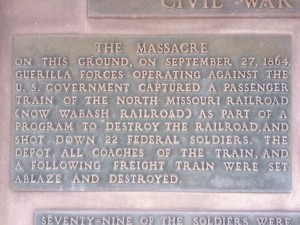 CIVIL WAR
THE MASSACRE
ON THIS GROUND, ON SEPTEMBER 27, 1864,
GUERILLA FORCES OPERATING AGAINST THE
U. S. GOVERNMENT CAPTURED A PASSENGER
TRAIN OF THE NORTH MISSOURI RAILROAD
(NOW WABASH RAILROAD) AS PART OF A
PROGRAM TO DESTROY THE RAILROAD, AND
SHOT DOWN 22 FEDERAL SOLDIERS. THE
DEPOT, ALL COACHES OF THE TRAIN, AND
A FOLLOWING FREIGHT TRAIN WERE SET
ABLAZE AND DESTROYED.
SEVENTY-NINE OF THE SOLDIERS WERE